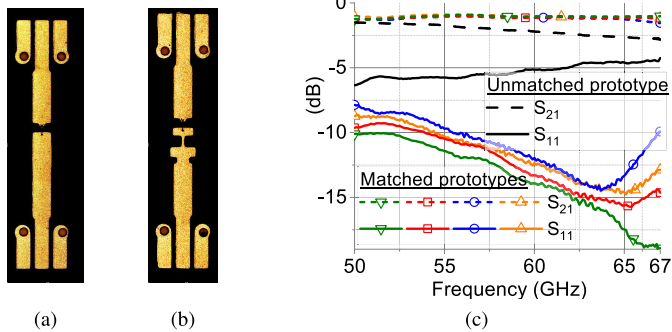 0
-5
-10
-15
(dB)
Unmatched prototype
S21
S11
Matched prototypes
S21
S11
50 55 60 65 67
Frequency (GHz)
(a) (b) (c)